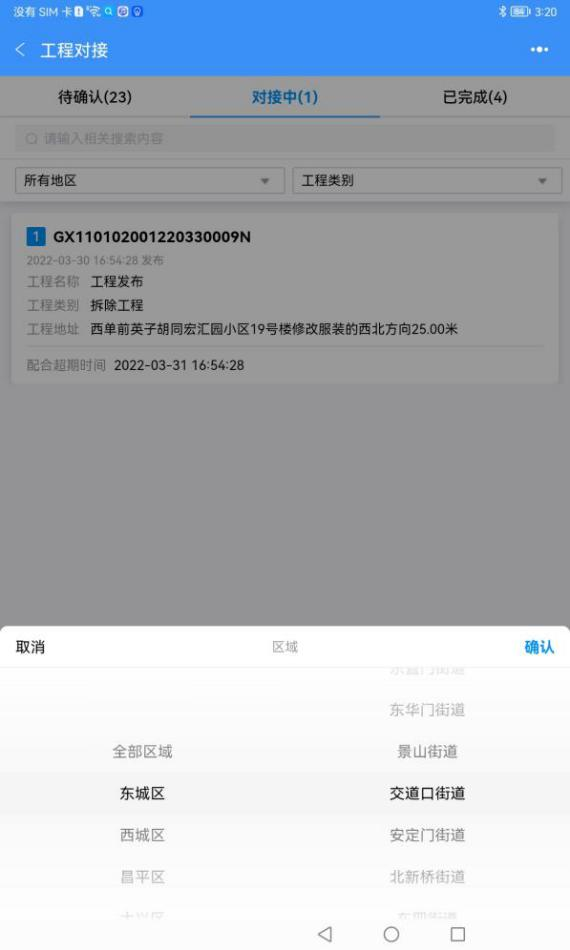 没有 SIM 卡
84
3:20
工程对接
待确认(23)
对接中(1)
已完成(4)
请输入相关搜索内容
所有地区
工程类别
1 GX110102001220330009N
2022-03-30 16:54:28 发布
工程名称 工程发布
工程类别 拆除工程
工程地址 西单前英子胡同宏汇园小区19号楼修改服装的西北方向25.00米
配合超期时间 2022-03-31 16:54:28
取消
区域
确认
东华门街道
全部区域
景山街道
东城区
交道口街道
西城区
安定门街道
昌平区
北新桥街道